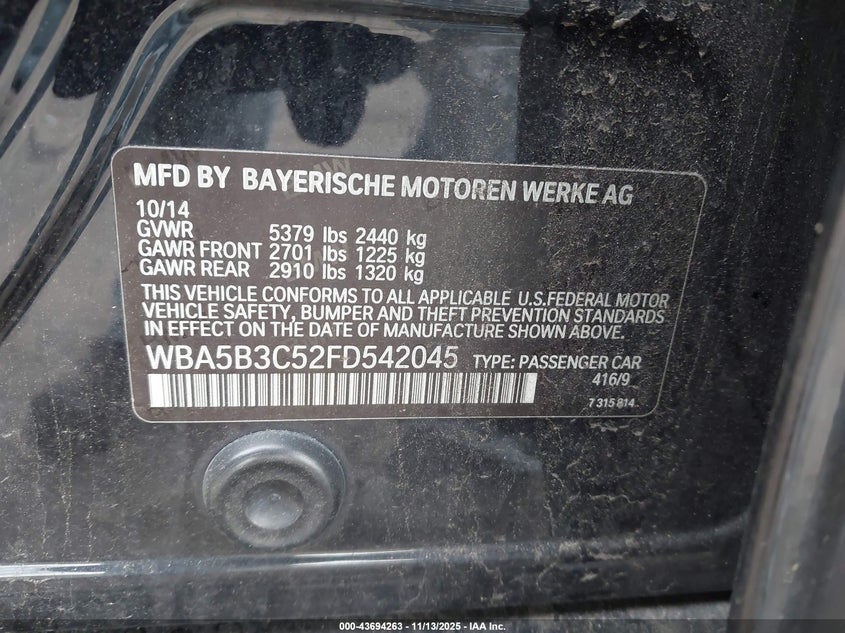 MFD BY BAYERISCHE MOTOREN WERKE AG
10/14
GVWR 5379 lbs 2440 kg
GAWR FRONT 2701 lbs 1225 kg
GAWR REAR 2910 lbs 1320 kg
THIS VEHICLE CONFORMS TO ALL APPLICABLE U.S.FEDERAL MOTOR
VEHICLE SAFETY, BUMPER AND THEFT PREVENTION STANDARDS
IN EFFECT ON THE DATE OF MANUFACTURE SHOWN ABOVE.
WBA5B3C52FD542045 TYPE: PASSENGER CAR
416/9
7 315 814
000-43694263 - 11/13/2025 - IAA Inc.